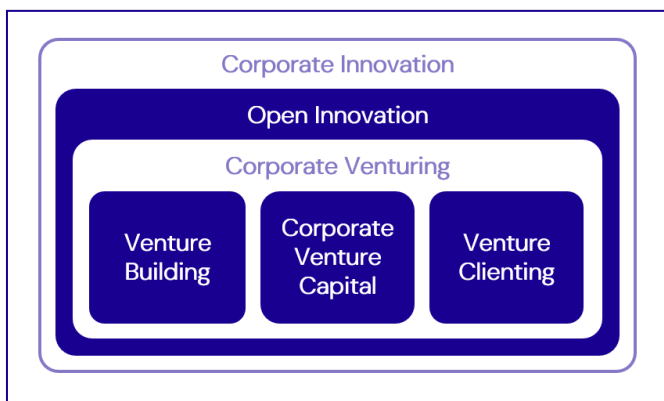 Corporate Innovation
Open Innovation
Corporate Venturing
Venture
Building
Corporate
Venture
Capital
Venture
Clienting